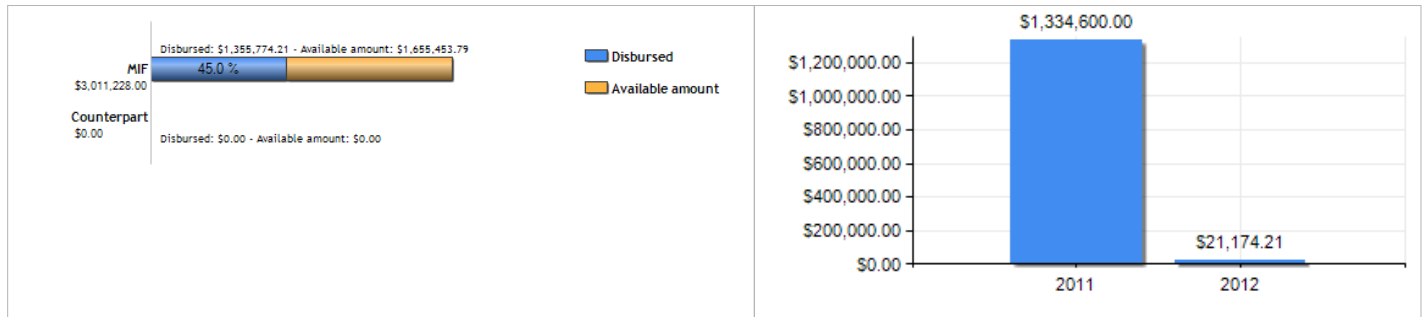 Disbursed: $1,355,774.21 - Available amount: $1,655,453.79
MIF
45.0 %
$3,011,228.00
Counterpart
$0.00
Disbursed: $0.00 - Available amount: $0.00
Disbursed
Available amount
$1,334,600.00
$1,200,000.00
$1,000,000.00
$800,000.00
$600,000.00
$400,000.00
$200,000.00
$21,174.21
$0.00
2011
2012